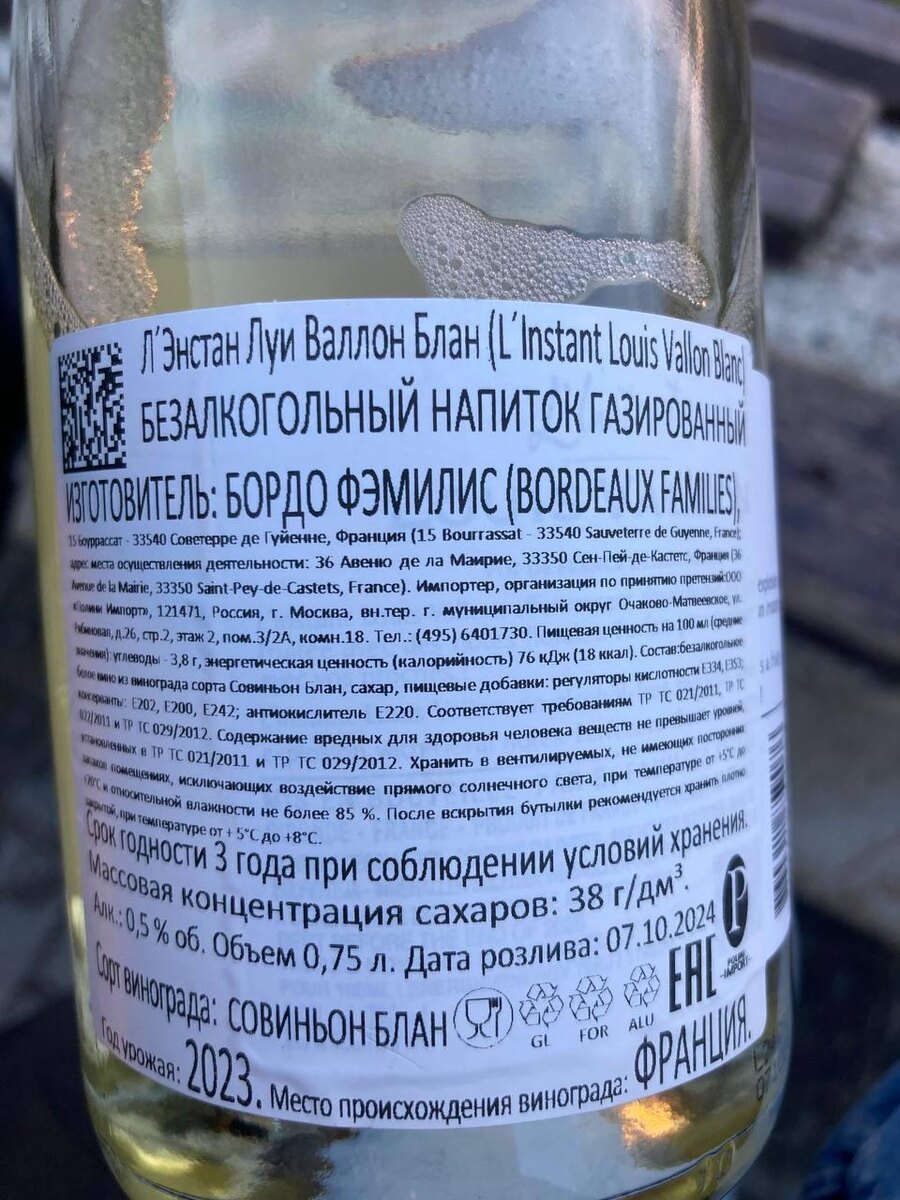 Л´Энстан Луи Валлон Блан (L´Instant Louis Vallon Blanc)
БЕЗАЛКОГОЛЬНЫЙ НАПИТОК ГАЗИРОВАННЫЙ
ИЗГОТОВИТЕЛЬ: БОРДО ФЭМИЛИС (BORDEAUX FAMILIES),
15 Боуррассат - 33540 Советерре де Гуйенне, Франция (15 Bourrassat - 33540 Sauveterre de Guyenne, France);
адрес места осуществления деятельности: 36 Авеню де ла Маирие, 33350 Сен-Пей-де-Кастетс, Франция (36
Avenue de la Mairie, 33350 Saint-Pey-de-Castets, France). Импортер, организация по принятию претензий:ООО
Импорт», 121471, Россия, г. Москва, вн.тер. г. муниципальный округ Очаково-Матвеевское, ул.
Рябиновая, д.26, стр.2, этаж 2, пом.3/2А, комн.18. Тел.: (495) 6401730. Пищевая ценность на 100 мл (средние
значения): углеводы - 3,8 г, энергетическая ценность (калорийность) 76 кДж (18 ккал). Состав:безалкогольное
белое вино из винограда сорта Совиньон Блан, сахар, пищевые добавки: регуляторы кислотности Е334, Е353;
консерванты: Е202, Е200, Е242; антиокислитель Е220. Соответствует требованиям ТР ТС 021/2011, ТР ТС
022/2011 и ТР ТС 029/2012. Содержание вредных для здоровья человека веществ не превышает уровней,
установленных в ТР ТС 021/2011 и ТР ТС 029/2012. Хранить в вентилируемых, не имеющих посторонних
запахов помещениях, исключающих воздействие прямого солнечного света, при температуре от +5°С до
+20°С и относительной влажности не более 85 %. После вскрытия бутылки рекомендуется хранить плотно
закрытой, при температуре от + 5°С до +8°С.
Срок годности 3 года при соблюдении условий хранения.
Массовая концентрация сахаров: 38 г/дм³.
Алк.: 0,5 % об. Объем 0,75 л. Дата розлива: 07.10.2024
P
IMPORT
Сорт винограда: СОВИНЬОН БЛАН
GL FOR ALU
EAC
Год урожая: 2023. Место происхождения винограда: ФРАНЦИЯ.